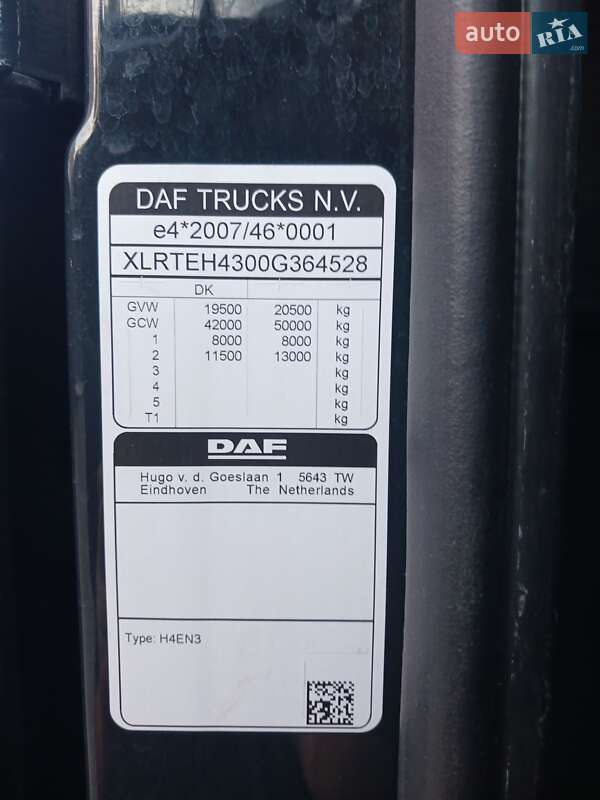 auto RIA.com
DAF TRUCKS N.V.
e4*2007/46*0001
XLRTEH4300G364528
DK
GVW 19500 20500 kg
GCW 42000 50000 kg
1 8000 8000 kg
2 11500 13000 kg
3 kg
4 kg
5 kg
T1 kg
DAF
Hugo v. d. Goeslaan 1 5643 TW
Eindhoven The Netherlands
Type: H4EN3